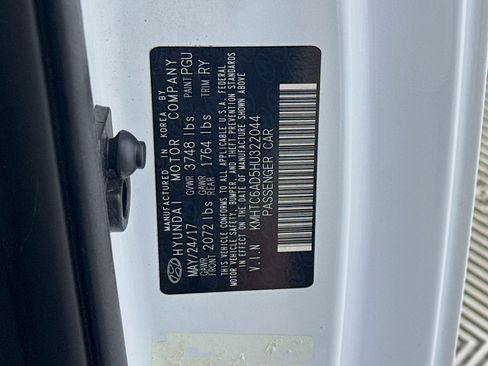 MANUFACTURED IN KOREA BY
HYUNDAI MOTOR COMPANY
MAY/24/17 GVWR 3748 lbs PAINT PGU
GAWR FRONT 2072 lbs GAWR REAR 1764 lbs TRIM RY
THIS VEHICLE CONFORMS TO ALL APPLICABLE U.S.A. FEDERAL
MOTOR VEHICLE SAFETY, BUMPER, AND THEFT PREVENTION STANDARDS
IN EFFECT ON THE DATE OF MANUFACTURE SHOWN ABOVE
V.I.N KMHTC6AD5HU322044
PASSENGER CAR